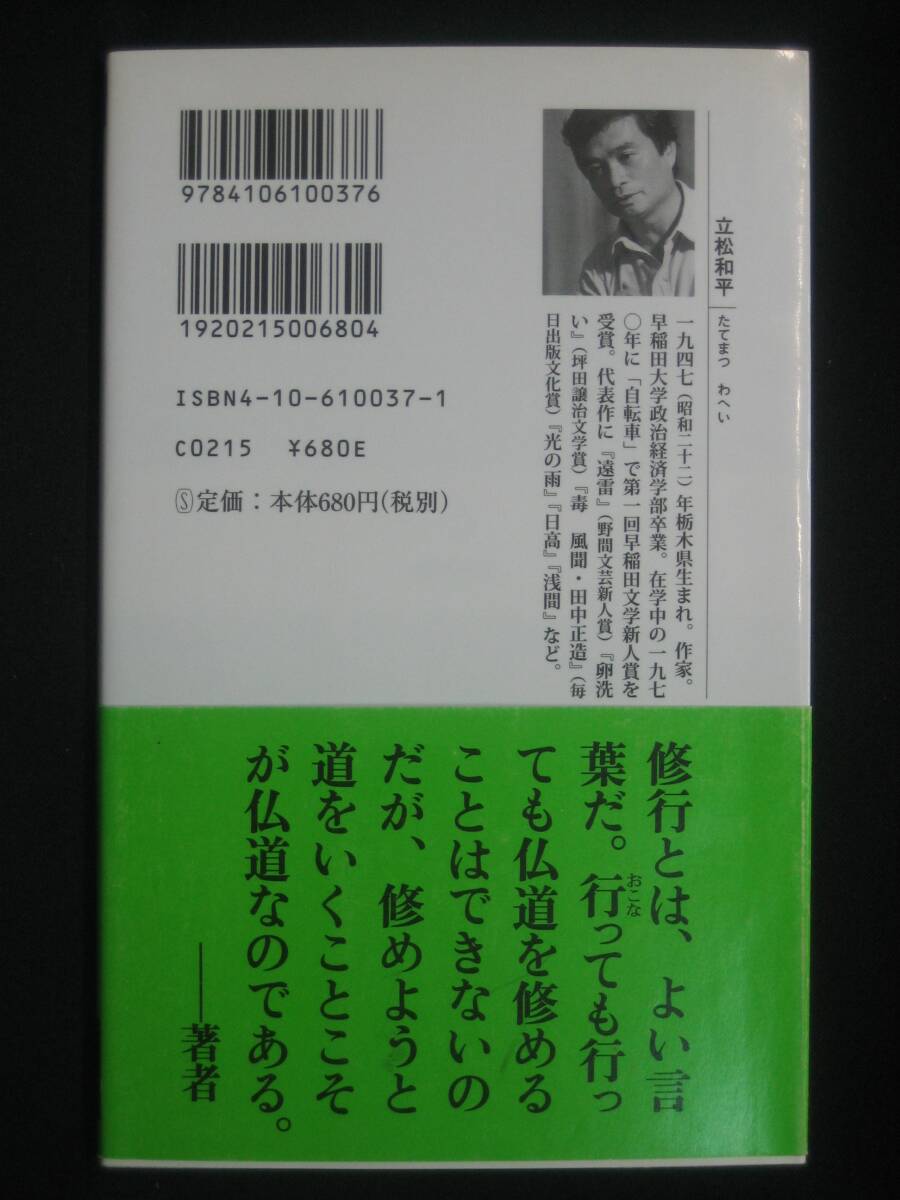 9784106100376
1920215006804
ISBN4-10-610037-1
C0215 ¥680E
Ⓢ定価：本体680円(税別)
立松和平
たてまつ わへい
一九四七（昭和二十二）年栃木県生まれ。作家。
早稲田大学政治経済学部卒業。在学中の一九七
〇年に「自転車」で第一回早稲田文学新人賞を
受賞。代表作に『遠雷』（野間文芸新人賞）『卵洗
い』（坪田譲治文学賞）『毒 風聞・田中正造』（毎
日出版文化賞）『光の雨』『日高』『浅間』など。
修行とは、よい言
葉だ。行っても行っ
おこな
ても仏道を修める
ことはできないの
だが、修めようと
道をいくことこそ
が仏道なのである。
――著者